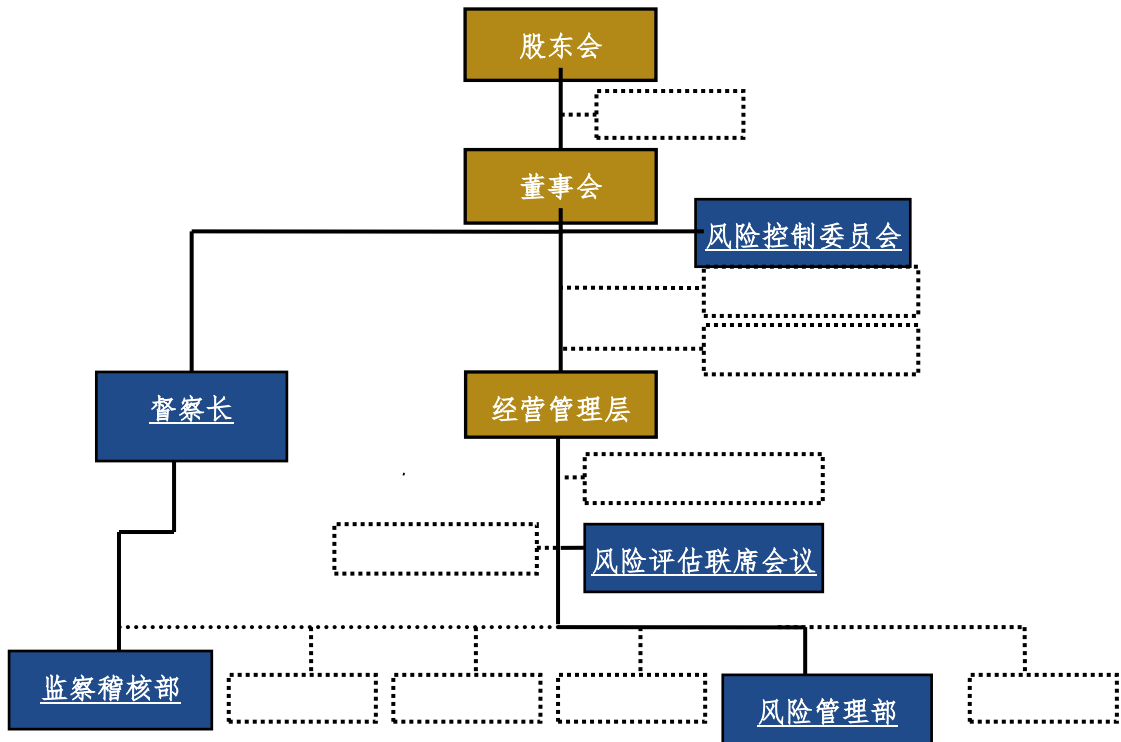 股东会
董事会
风险控制委员会
督察长
经营管理层
风险评估联席会议
监察稽核部
风险管理部